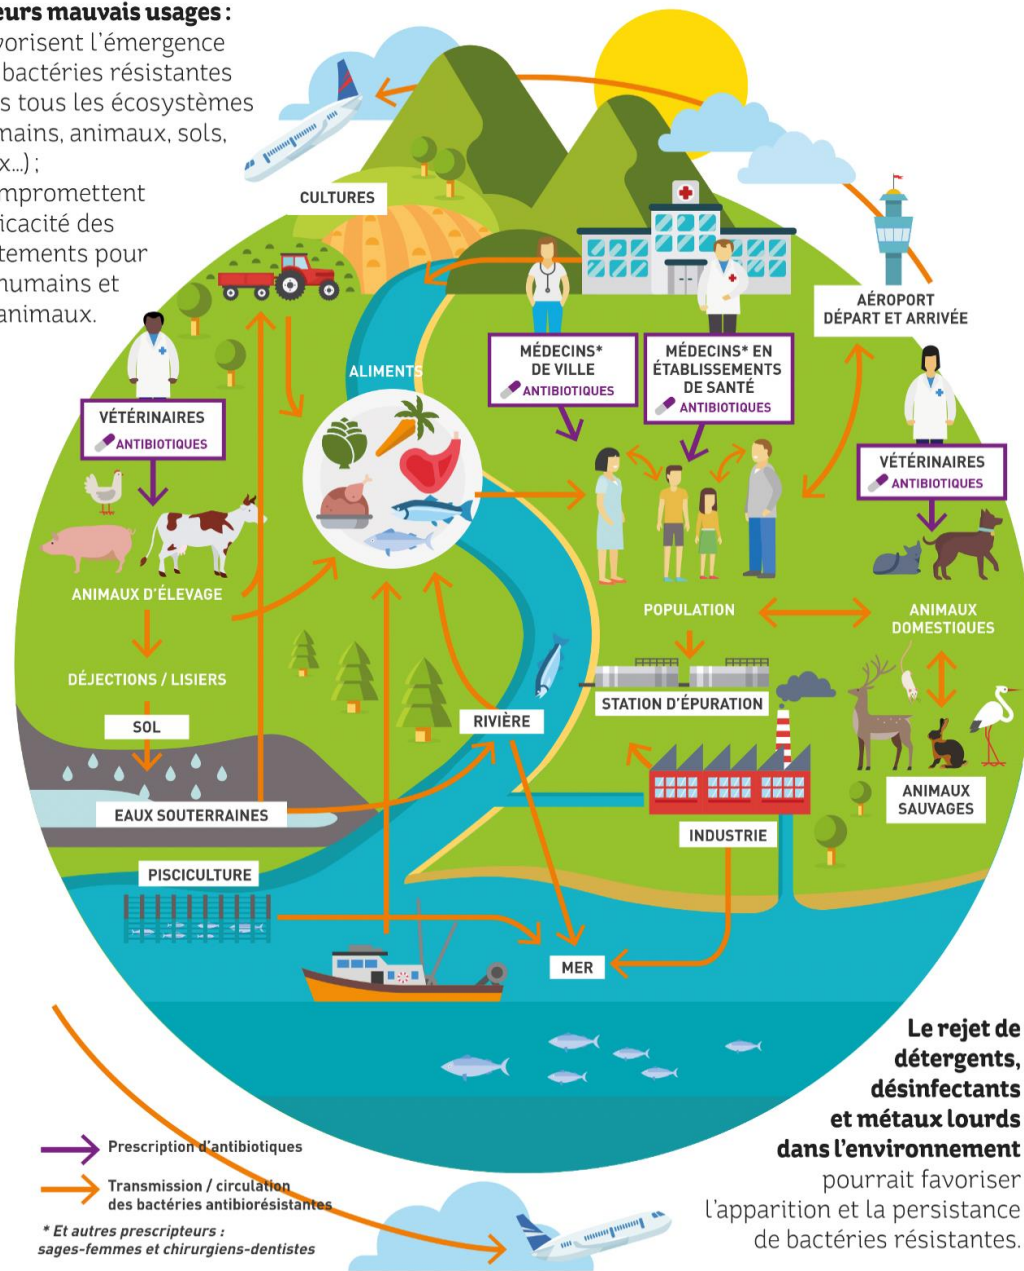 eurs mauvais usages :
vorisent l'émergence
bactéries résistantes
s tous les écosystèmes
mains, animaux, sols,
x...) ;
mpromettent
icacité des
tements pour
humains et
animaux.
CULTURES
AÉROPORT
DÉPART ET ARRIVÉE
MÉDECINS*
DE VILLE
ANTIBIOTIQUES
MÉDECINS* EN
ÉTABLISSEMENTS
DE SANTÉ
ANTIBIOTIQUES
ALIMENTS
VÉTÉRINAIRES
ANTIBIOTIQUES
VÉTÉRINAIRES
ANTIBIOTIQUES
ANIMAUX D'ÉLEVAGE
POPULATION
ANIMAUX
DOMESTIQUES
DÉJECTIONS / LISIERS
SOL
RIVIÈRE
STATION D'ÉPURATION
EAUX SOUTERRAINES
ANIMAUX
SAUVAGES
INDUSTRIE
PISCICULTURE
MER
Le rejet de
détergents,
désinfectants
et métaux lourds
dans l'environnement
pourrait favoriser
l'apparition et la persistance
de bactéries résistantes.
Prescription d'antibiotiques
Transmission / circulation
des bactéries antibiorésistantes
* Et autres prescripteurs :
sages-femmes et chirurgiens-dentistes